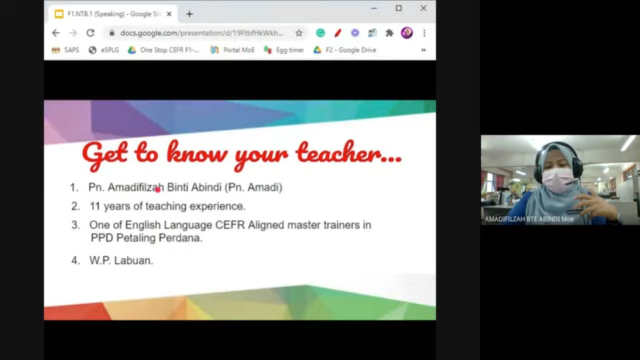 F1.NT8.1 (Speaking) - Google Sli
docs.google.com/presentation/d/19FtbfHkWkh...
SAPS
eSPLG
One Stop CEFR F1-...
Portal MoE
Egg timer
F2 - Google Drive
Get to know your teacher...
1. Pn. Amadifilzah Binti Abindi (Pn. Amadi)
2. 11 years of teaching experience.
3. One of English Language CEFR Aligned master trainers in
PPD Petaling Perdana.
4. W.P. Labuan.
AMADIFILZAH BTE ABINDI Moe